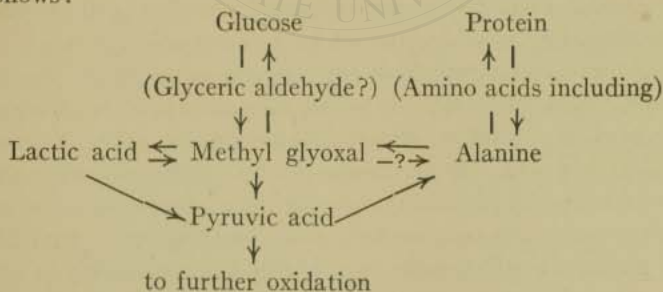 Glucose Protein
(Glyceric aldehyde?) (Amino acids including)
Lactic acid Methyl glyoxal ? Alanine
Pyruvic acid
to further oxidation